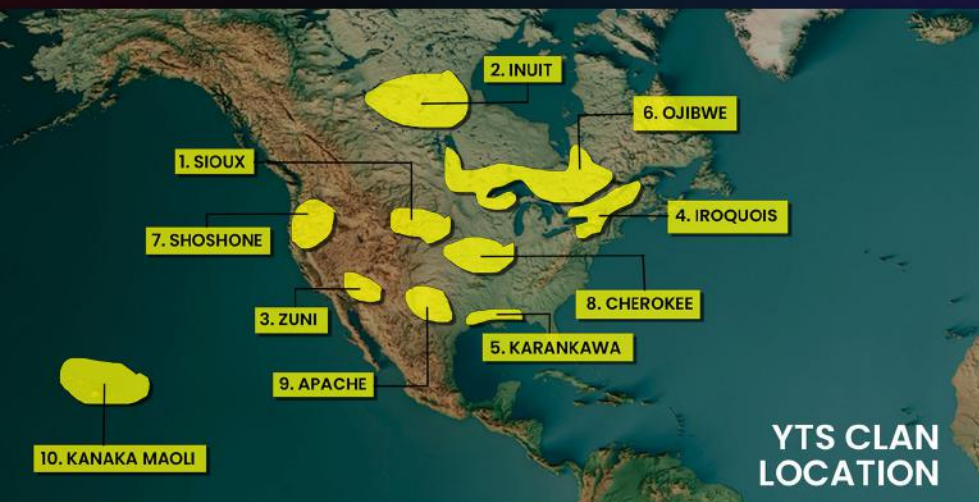 2. INUIT
6. OJIBWE
1. SIOUX
4. IROQUOIS
7. SHOSHONE
8. CHEROKEE
3. ZUNI
5. KARANKAWA
9. APACHE
10. KANAKA MAOLI
YTS CLAN
LOCATION